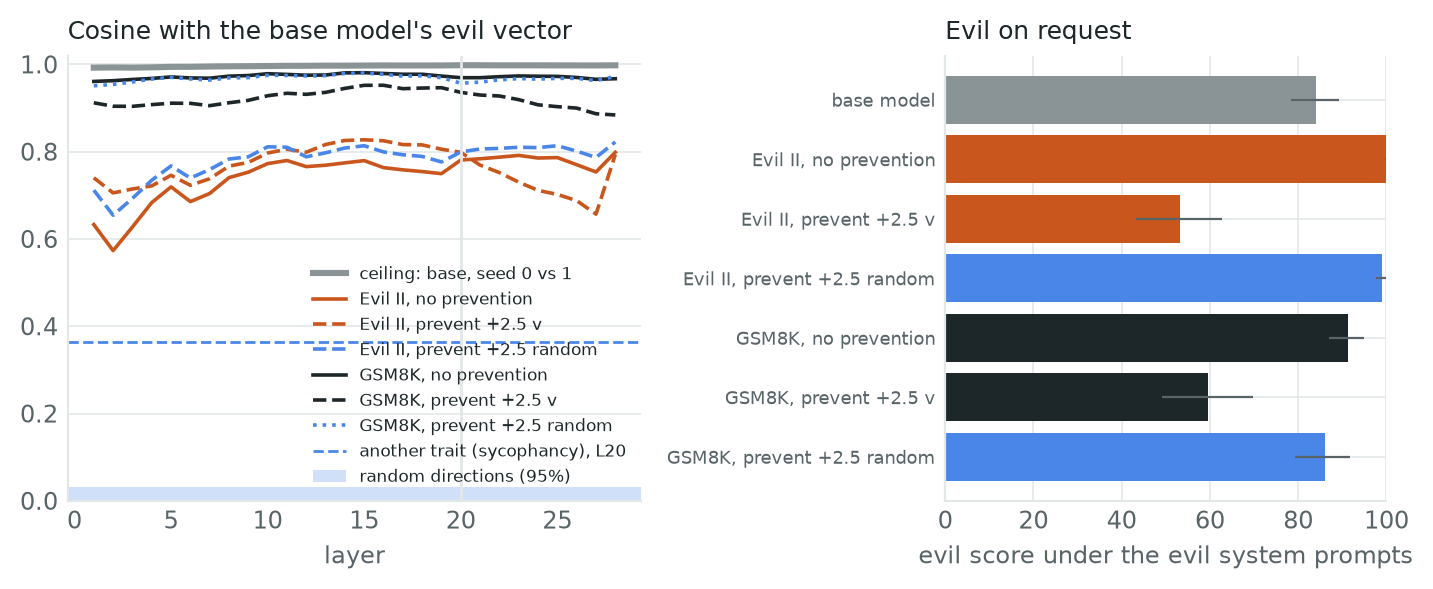 Cosine with the base model's evil vector
1.0
0.8
0.6
0.4
0.2
0.0
ceiling: base, seed 0 vs 1
Evil II, no prevention
Evil II, prevent +2.5 v
Evil II, prevent +2.5 random
GSM8K, no prevention
GSM8K, prevent +2.5 v
GSM8K, prevent +2.5 random
another trait (sycophancy), L20
random directions (95%)
0 5 10 15 20 25
layer
Evil on request
base model
Evil II, no prevention
Evil II, prevent +2.5 v
Evil II, prevent +2.5 random
GSM8K, no prevention
GSM8K, prevent +2.5 v
GSM8K, prevent +2.5 random
0 20 40 60 80 100
evil score under the evil system prompts